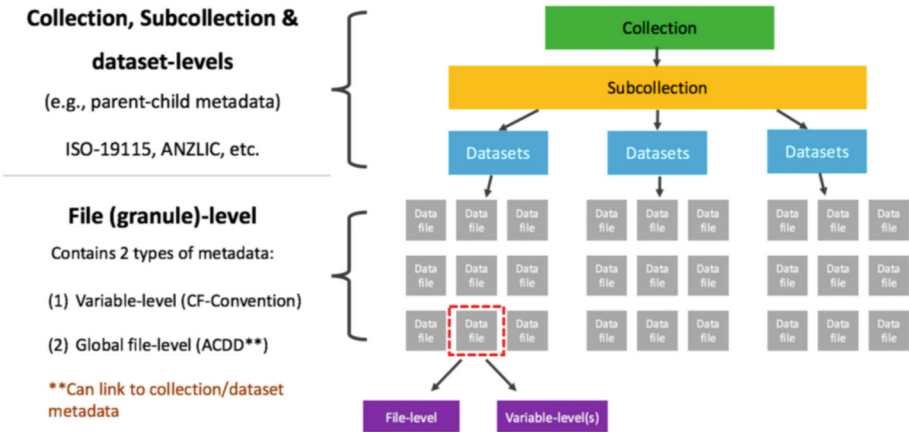 Collection, Subcollection &
dataset-levels
(e.g., parent-child metadata)
ISO-19115, ANZLIC, etc.
File (granule)-level
Contains 2 types of metadata:
(1) Variable-level (CF-Convention)
(2) Global file-level (ACDD**)
**Can link to collection/dataset
metadata
Collection
Subcollection
Datasets Datasets Datasets
Data Data Data Data Data Data Data Data Data
file file file file file file file file file
Data Data Data Data Data Data Data Data Data
file file file file file file file file file
Data Data Data Data Data Data Data Data Data
file file file file file file file file file
File-level Variable-level(s)